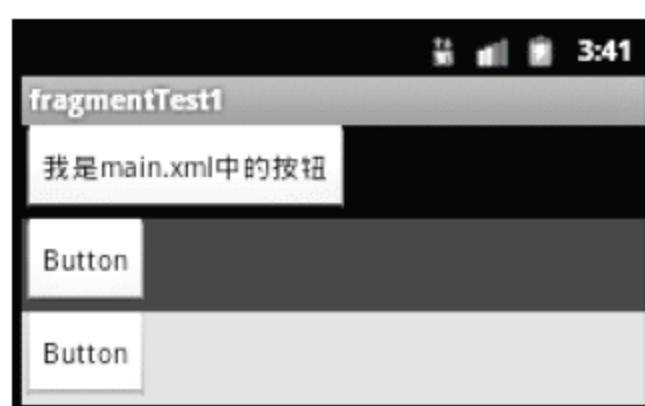 3:41
fragmentTest1
我是main.xml中的按钮
Button
Button